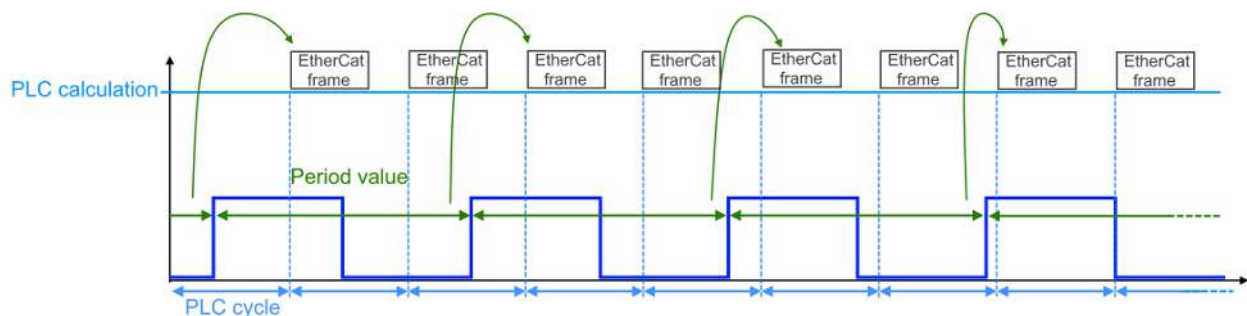 EtherCat EtherCat EtherCat EtherCat EtherCat EtherCat EtherCat EtherCat
frame frame frame frame frame frame frame frame
PLC calculation
Period value
PLC cycle